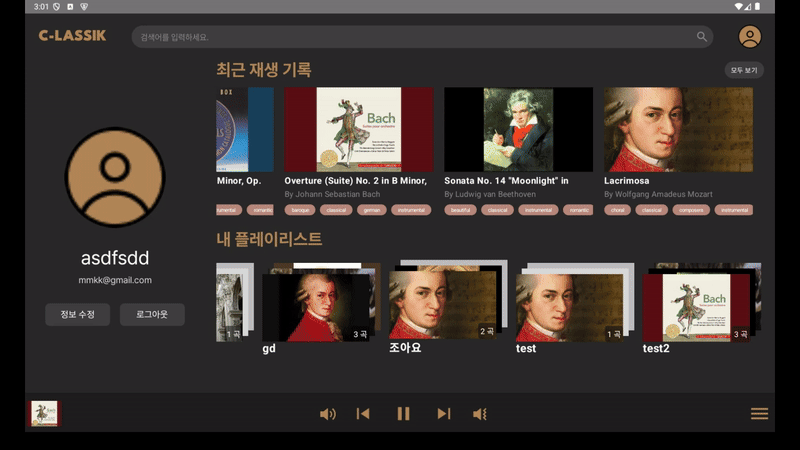 3:01
C-LASSIK
검색어를 입력하세요.
최근 재생 기록
모두 보기
BOX
Bach
Minor, Op.
Overture (Suite) No. 2 in B Minor,
Sonata No. 14 "Moonlight" in
Lacrimosa
By Johann Sebastian Bach
By Ludwig van Beethoven
By Wolfgang Amadeus Mozart
umental
romantic
baroque
classical
german
instrumental
beautiful
classical
instrumental
romantic
choral
classical
composers
instrumental
asdfsdd
mmkk@gmail.com
정보 수정
로그아웃
내 플레이리스트
Bach
1 곡
3 곡
2 곡
1 곡
3 곡
gd
조아요
test
test2